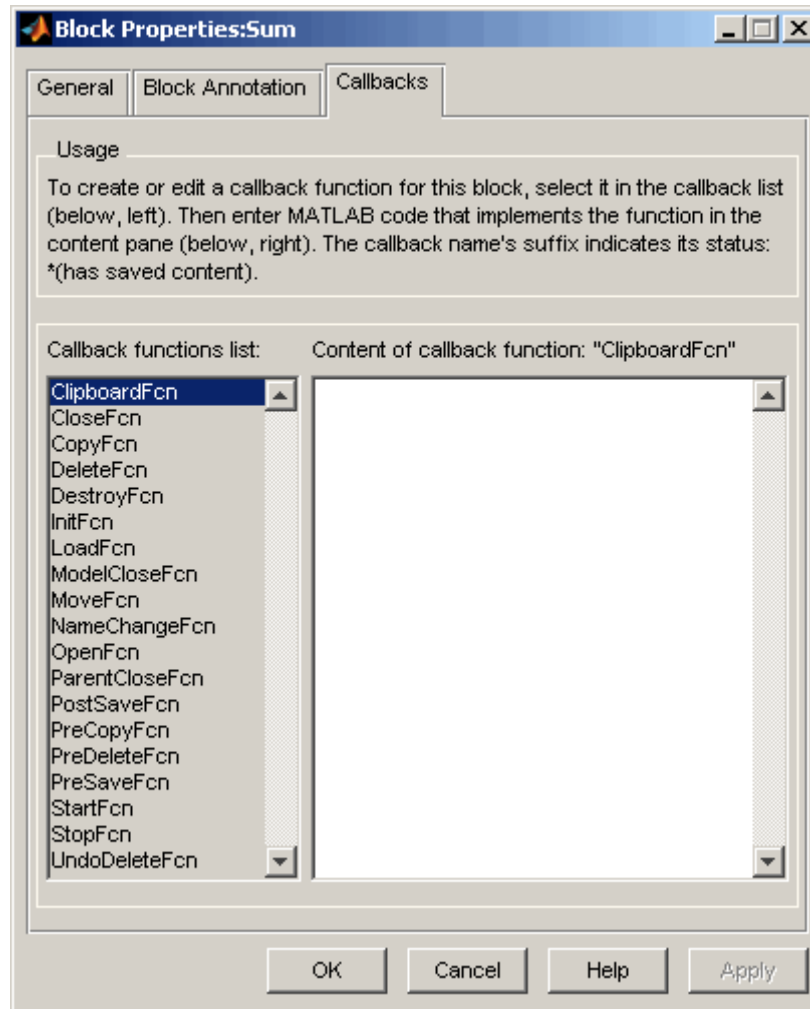 Block Properties:Sum
General
Block Annotation
Callbacks
Usage
To create or edit a callback function for this block, select it in the callback list
(below, left). Then enter MATLAB code that implements the function in the
content pane (below, right). The callback name's suffix indicates its status:
*(has saved content).
Callback functions list:
Content of callback function: "ClipboardFcn"
ClipboardFcn
CloseFcn
CopyFcn
DeleteFcn
DestroyFcn
InitFcn
LoadFcn
ModelCloseFcn
MoveFcn
NameChangeFcn
OpenFcn
ParentCloseFcn
PostSaveFcn
PreCopyFcn
PreDeleteFcn
PreSaveFcn
StartFcn
StopFcn
UndoDeleteFcn
OK
Cancel
Help
Apply